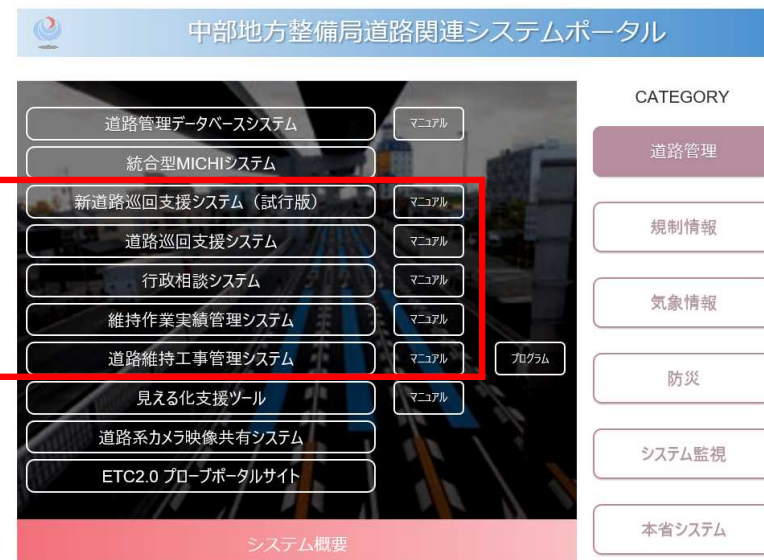 中部地方整備局道路関連システムポータル
道路管理データベースシステム マニュアル
統合型MICHIシステム
新道路巡回支援システム（試行版） マニュアル
道路巡回支援システム マニュアル
行政相談システム マニュアル
維持作業実績管理システム マニュアル
道路維持工事管理システム マニュアル プログラム
見える化支援ツール マニュアル
道路系カメラ映像共有システム
ETC2.0 プローブポータルサイト
システム概要
CATEGORY
道路管理
規制情報
気象情報
防災
システム監視
本省システム